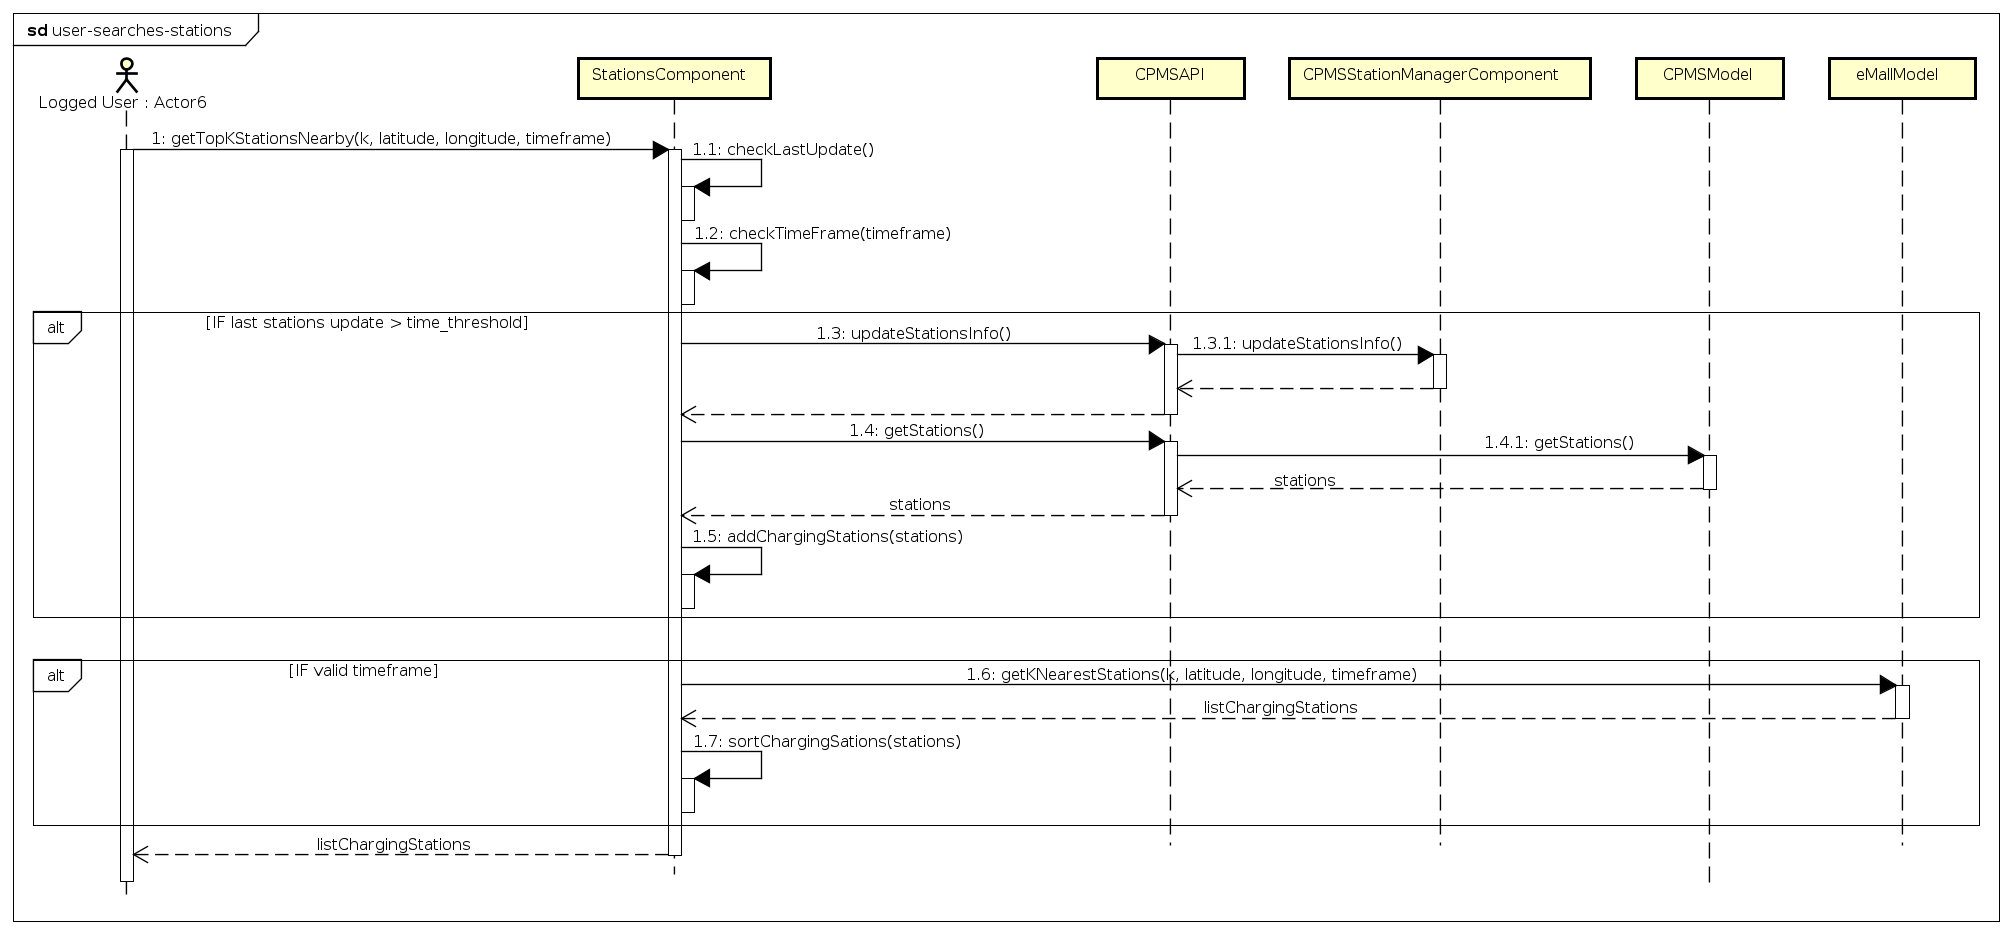 sd user-searches-stations
Logged User : Actor6
StationsComponent
CPMSAPI
CPMSStationManagerComponent
CPMSModel
eMallModel
1: getTopKStationsNearby(k, latitude, longitude, timeframe)
1.1: checkLastUpdate()
1.2: checkTimeFrame(timeframe)
alt
[IF last stations update > time_threshold]
1.3: updateStationsInfo()
1.3.1: updateStationsInfo()
1.4: getStations()
1.4.1: getStations()
stations
stations
1.5: addChargingStations(stations)
alt
[IF valid timeframe]
1.6: getKNearestStations(k, latitude, longitude, timeframe)
listChargingStations
1.7: sortChargingSations(stations)
listChargingStations